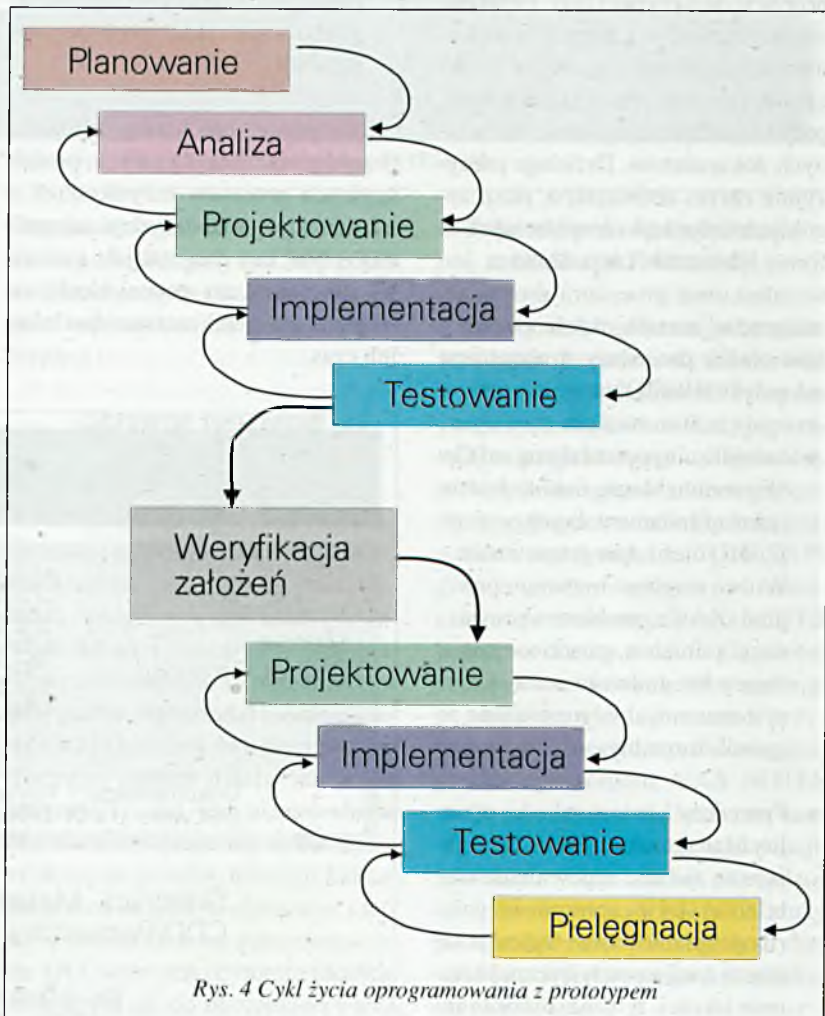 Planowanie
Analiza
Projektowanie
Implementacja
Testowanie
Weryfikacja
założeń
Projektowanie
Implementacja
Testowanie
Pielęgnacja
Rys. 4 Cykl życia oprogramowania z prototypem